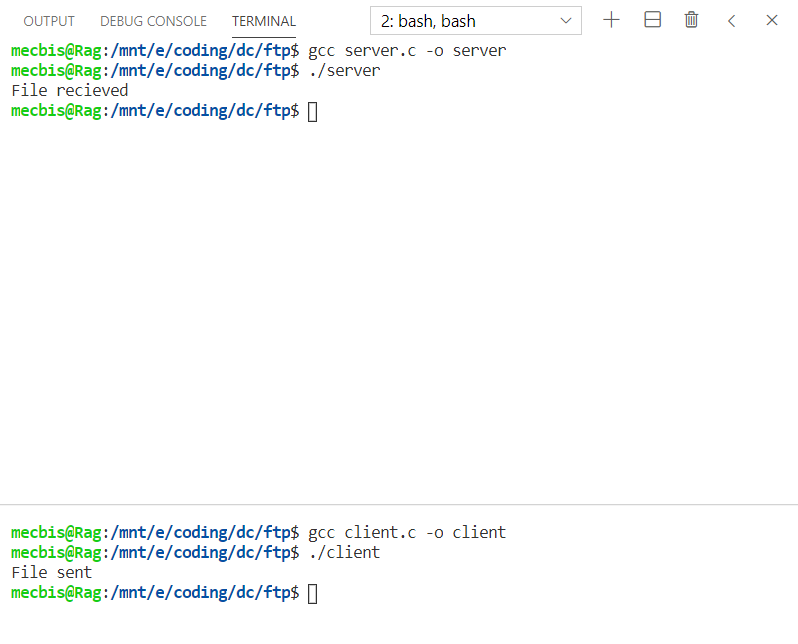 OUTPUT DEBUG CONSOLE TERMINAL 2: bash, bash
mecbis@Rag:/mnt/e/coding/dc/ftp$ gcc server.c -o server
mecbis@Rag:/mnt/e/coding/dc/ftp$ ./server
File recieved
mecbis@Rag:/mnt/e/coding/dc/ftp$
mecbis@Rag:/mnt/e/coding/dc/ftp$ gcc client.c -o client
mecbis@Rag:/mnt/e/coding/dc/ftp$ ./client
File sent
mecbis@Rag:/mnt/e/coding/dc/ftp$